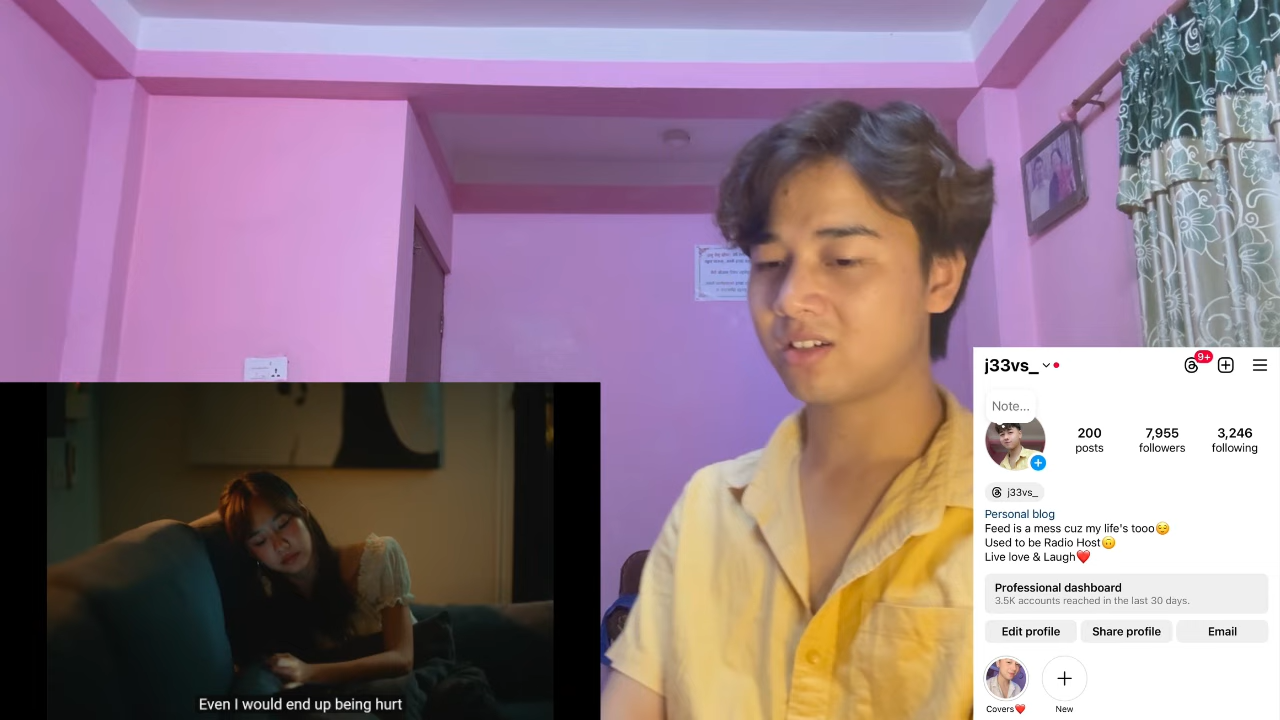 j33vs_
9+
Note...
200
posts
7,955
followers
3,246
following
j33vs_
Personal blog
Feed is a mess cuz my life's tooo😌
Used to be Radio Host🙃
Live love & Laugh❤️
Professional dashboard
3.5K accounts reached in the last 30 days.
Edit profile
Share profile
Email
Covers❤️
New
Even I would end up being hurt